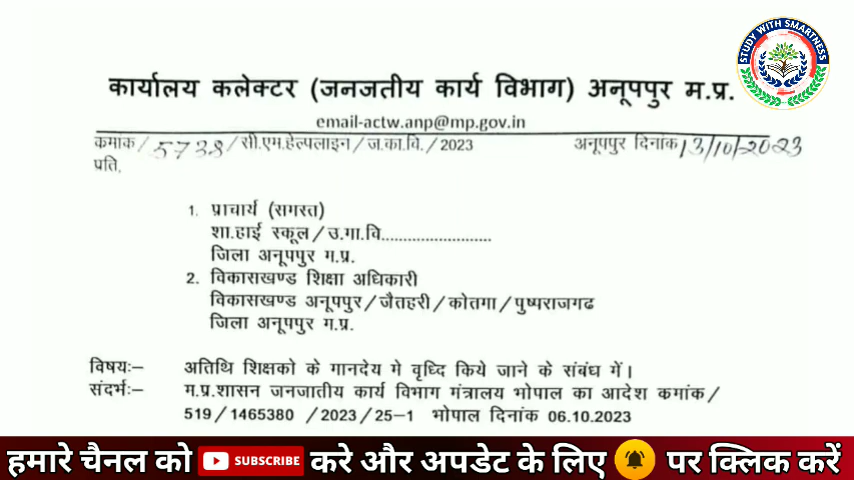 STUDY WITH SMARTNESS
कार्यालय कलेक्टर (जनजातीय कार्य विभाग) अनूपपुर म.प्र.
email-actw.anp@mp.gov.in
कमाक/5738/सी.एम.हेल्पलाइन/ज.का.वि./2023 अनूपपुर दिनांक 13/10/2023
प्रति,
1. प्राचार्य (समस्त)
शा.हाई स्कूल/उ.गा.वि..........................
जिला अनूपपुर म.प्र.
2. विकासखण्ड शिक्षा अधिकारी
विकासखण्ड अनूपपुर/जैतहरी/कोतमा/पुष्पराजगढ
जिला अनूपपुर म.प्र.
विषयः— अतिथि शिक्षको के मानदेय मे वृध्दि किये जाने के संबंध में।
संदर्भः— म.प्र.शासन जनजातीय कार्य विभाग मंत्रालय भोपाल का आदेश कमांक/
519/1465380 /2023/25-1 भोपाल दिनांक 06.10.2023
हमारे चैनल को SUBSCRIBE करे और अपडेट के लिए पर क्लिक करें